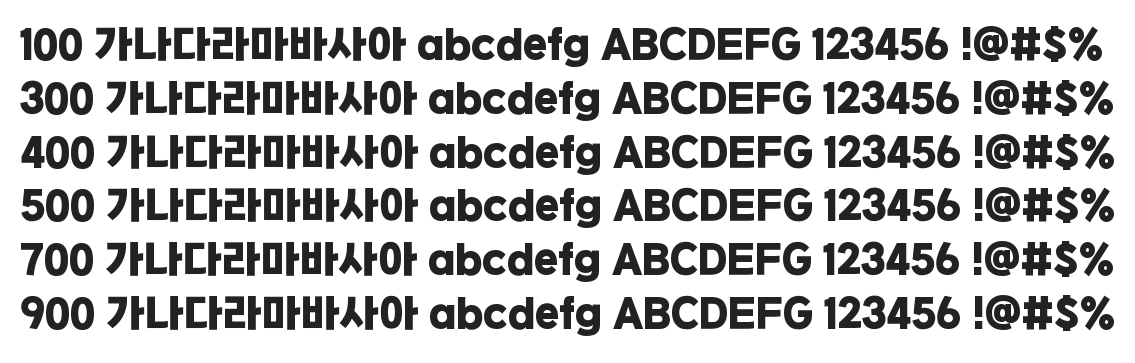 100 가나다라마바사아 abcdefg ABCDEFG 123456 !@#$%
300 가나다라마바사아 abcdefg ABCDEFG 123456 !@#$%
400 가나다라마바사아 abcdefg ABCDEFG 123456 !@#$%
500 가나다라마바사아 abcdefg ABCDEFG 123456 !@#$%
700 가나다라마바사아 abcdefg ABCDEFG 123456 !@#$%
900 가나다라마바사아 abcdefg ABCDEFG 123456 !@#$%